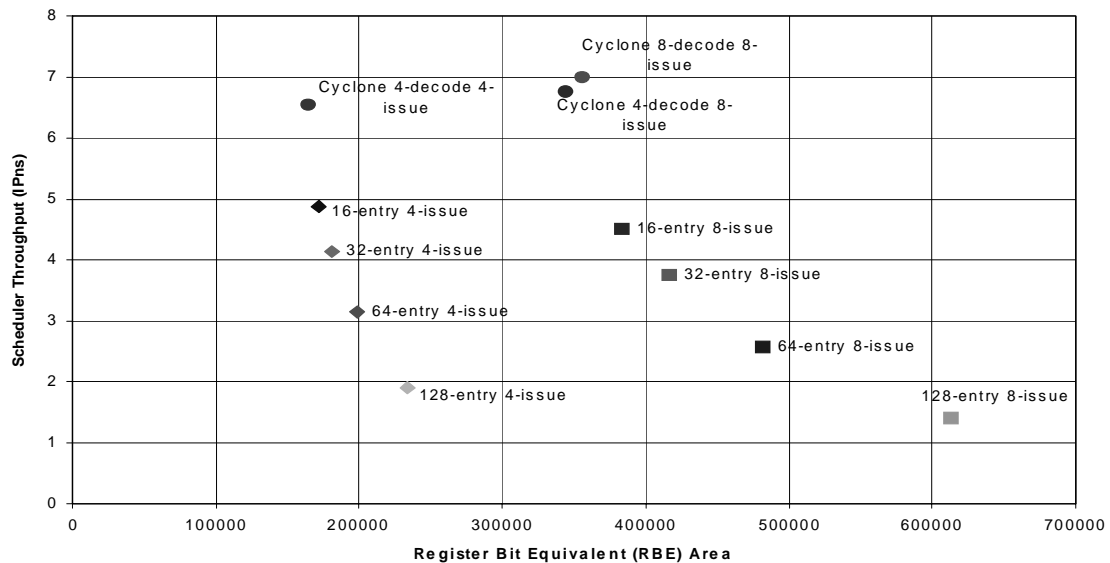 8
Cyclone 8-decode 8-
issue
7
Cyclone 4-decode 4-
issue
Cyclone 4-decode 8-
issue
6
5
16-entry 4-issue
16-entry 8-issue
4
32-entry 4-issue
32-entry 8-issue
3
64-entry 4-issue
64-entry 8-issue
2
128-entry 4-issue
128-entry 8-issue
1
0
Scheduler Throughput (IPns)
0 100000 200000 300000 400000 500000 600000 700000
Register Bit Equivalent (RBE) Area